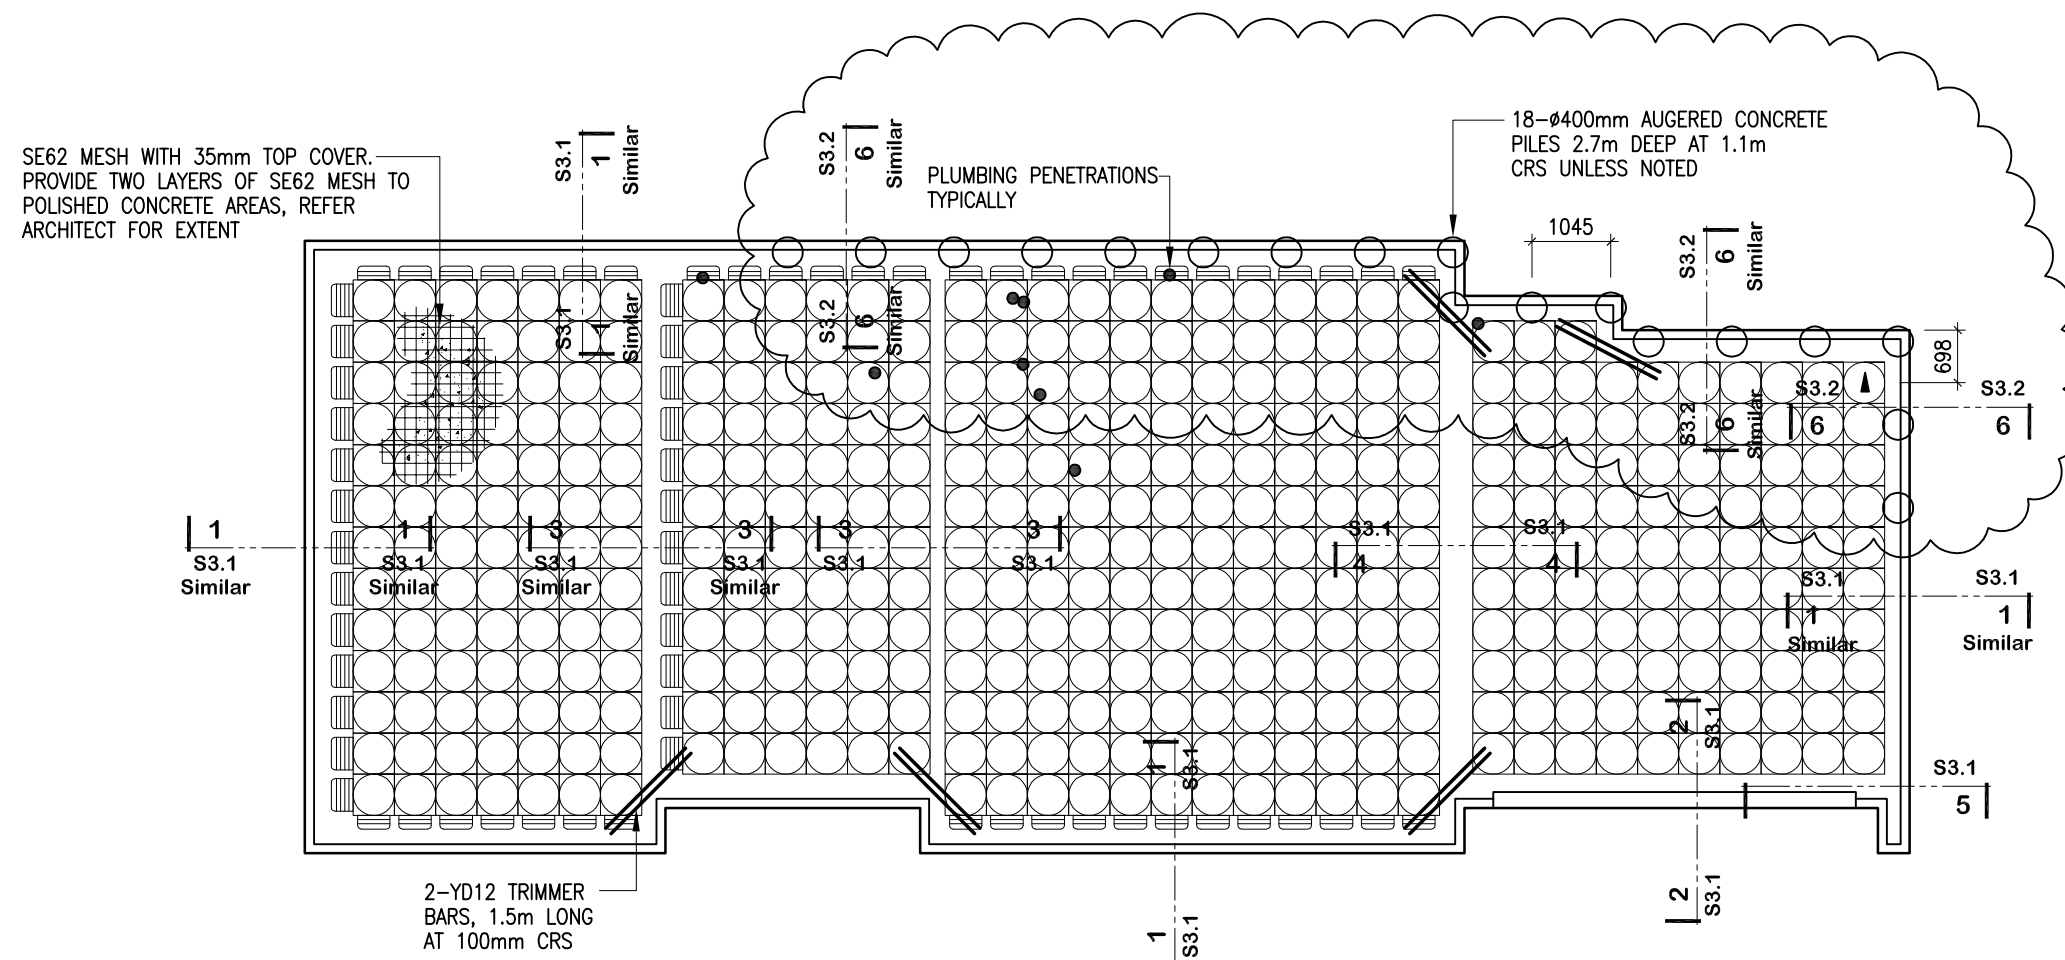 SE62 MESH WITH 35mm TOP COVER.
PROVIDE TWO LAYERS OF SE62 MESH TO
POLISHED CONCRETE AREAS, REFER
ARCHITECT FOR EXTENT
S3.1
1
Similar
S3.2
6
Similar
PLUMBING PENETRATIONS
TYPICALLY
18-ø400mm AUGERED CONCRETE
PILES 2.7m DEEP AT 1.1m
CRS UNLESS NOTED
1045
S3.2
6
Similar
S3.1
1
Similar
S3.2
6
Similar
698
S3.2
6
Similar
S3.2
6
S3.2
6
1
S3.1
Similar
1
S3.1
Similar
3
S3.1
Similar
3
S3.1
Similar
3
S3.1
3
S3.1
S3.1
4
S3.1
4
S3.1
1
Similar
S3.1
1
Similar
2
S3.1
1
S3.1
S3.1
5
2-YD12 TRIMMER
BARS, 1.5m LONG
AT 100mm CRS
2
S3.1
1
S3.1